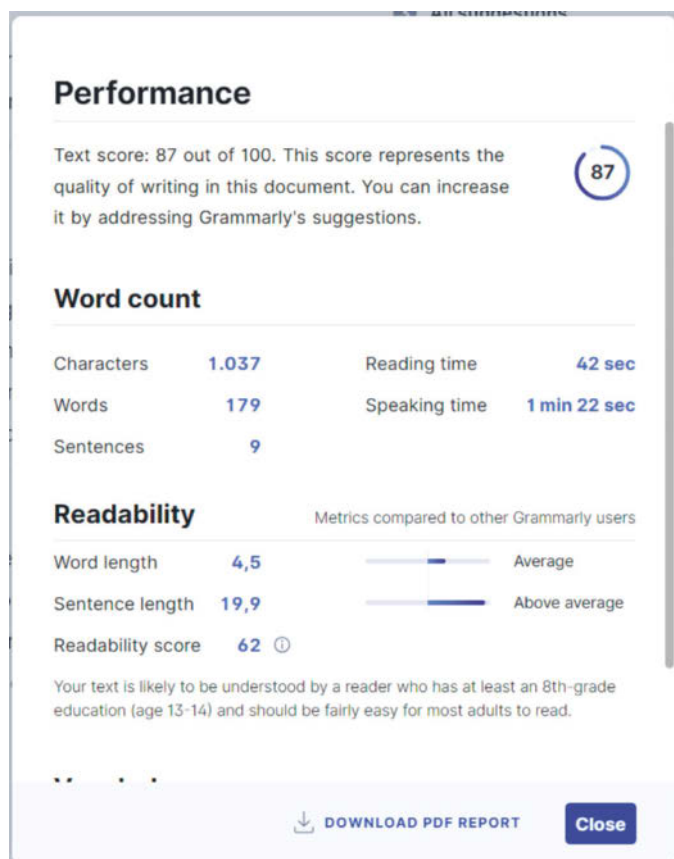 All suggestions
Performance
Text score: 87 out of 100. This score represents the
quality of writing in this document. You can increase
it by addressing Grammarly's suggestions.
87
Word count
Characters 1.037 Reading time 42 sec
Words 179 Speaking time 1 min 22 sec
Sentences 9
Readability Metrics compared to other Grammarly users
Word length 4,5 Average
Sentence length 19,9 Above average
Readability score 62
Your text is likely to be understood by a reader who has at least an 8th-grade
education (age 13-14) and should be fairly easy for most adults to read.
DOWNLOAD PDF REPORT Close